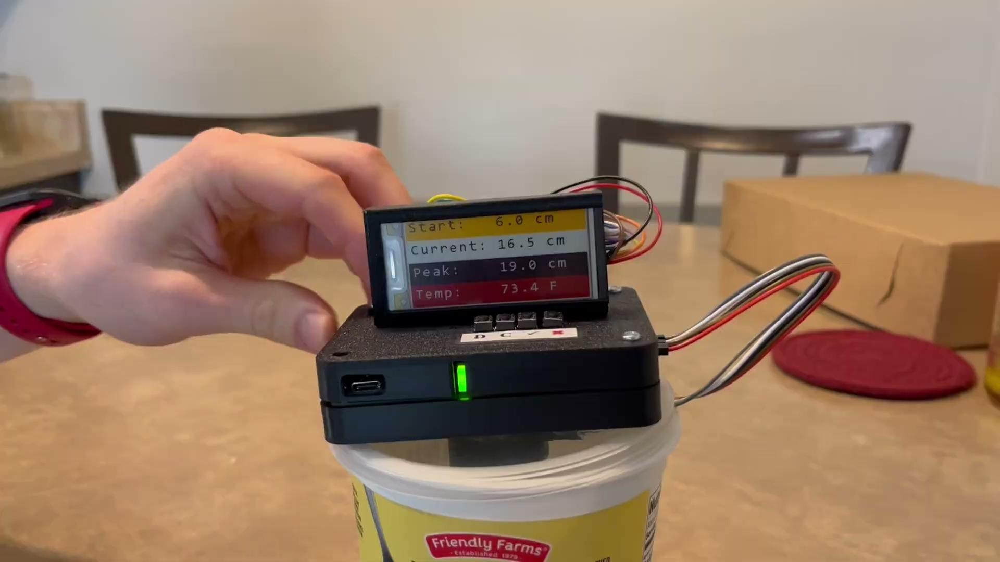 Start: 6.0 cm
Current: 16.5 cm
Peak: 19.0 cm
Temp: 73.4 F
D C ✓ ✖
Friendly Farms
Established 1979